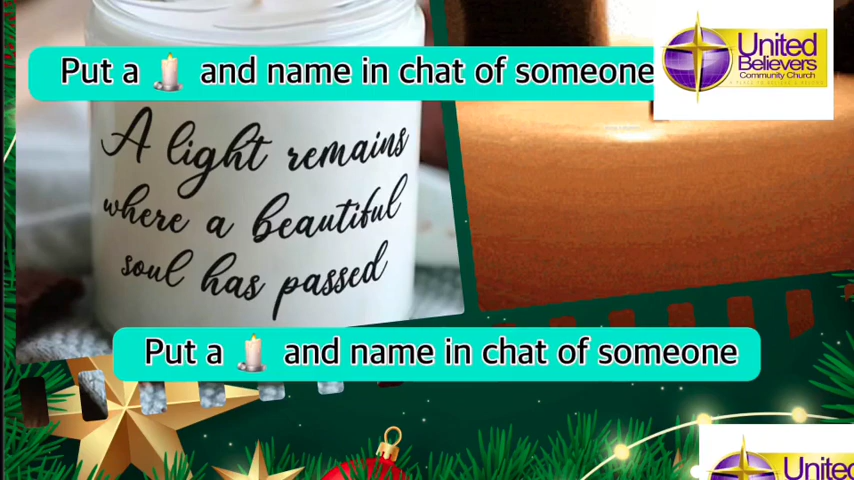 Put a 🕯️ and name in chat of someone
United
Believers
Community Church
A light remains
where a beautiful
soul has passed
Put a 🕯️ and name in chat of someone
United